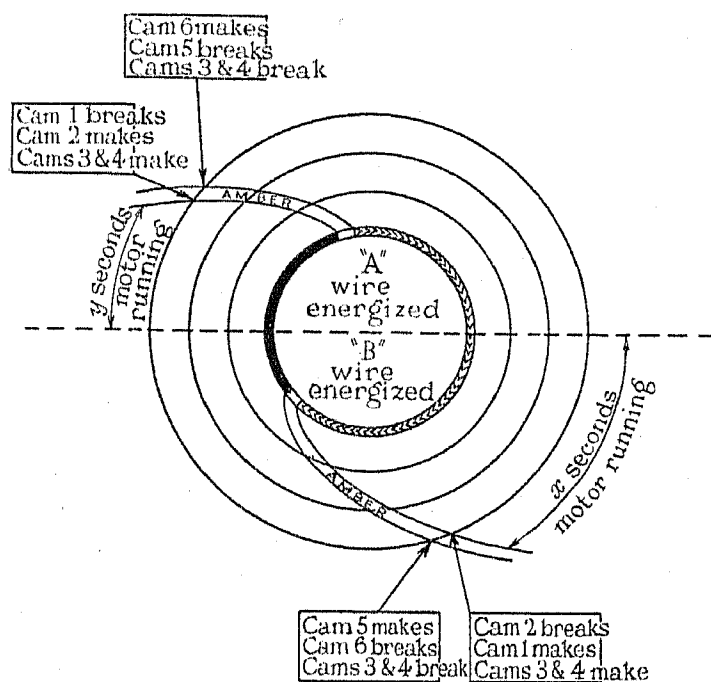 Cam 6 makes
Cam 5 breaks
Cams 3 & 4 break
Cam 1 breaks
Cam 2 makes
Cams 3 & 4 make
AMBER
y seconds
motor
running
"A"
wire
energized
"B"
wire
energized
x seconds
motor running
AMBER
Cam 5 makes
Cam 6 breaks
Cams 3 & 4 break
Cam 2 breaks
Cam 1 makes
Cams 3 & 4 make